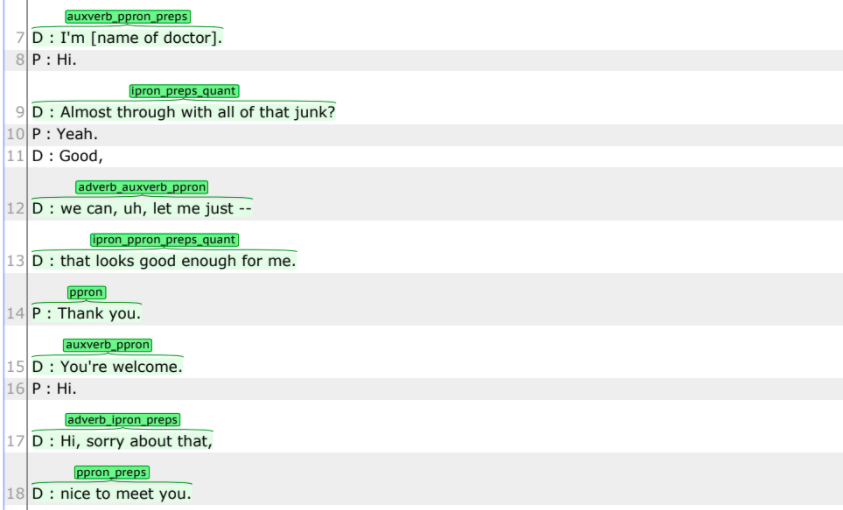 auxverb_ppron_preps
7 D : I'm [name of doctor].
8 P : Hi.
ipron_preps_quant
9 D : Almost through with all of that junk?
10 P : Yeah.
11 D : Good,
adverb_auxverb_ppron
12 D : we can, uh, let me just --
ipron_ppron_preps_quant
13 D : that looks good enough for me.
ppron
14 P : Thank you.
auxverb_ppron
15 D : You're welcome.
16 P : Hi.
adverb_ipron_preps
17 D : Hi, sorry about that,
ppron_preps
18 D : nice to meet you.